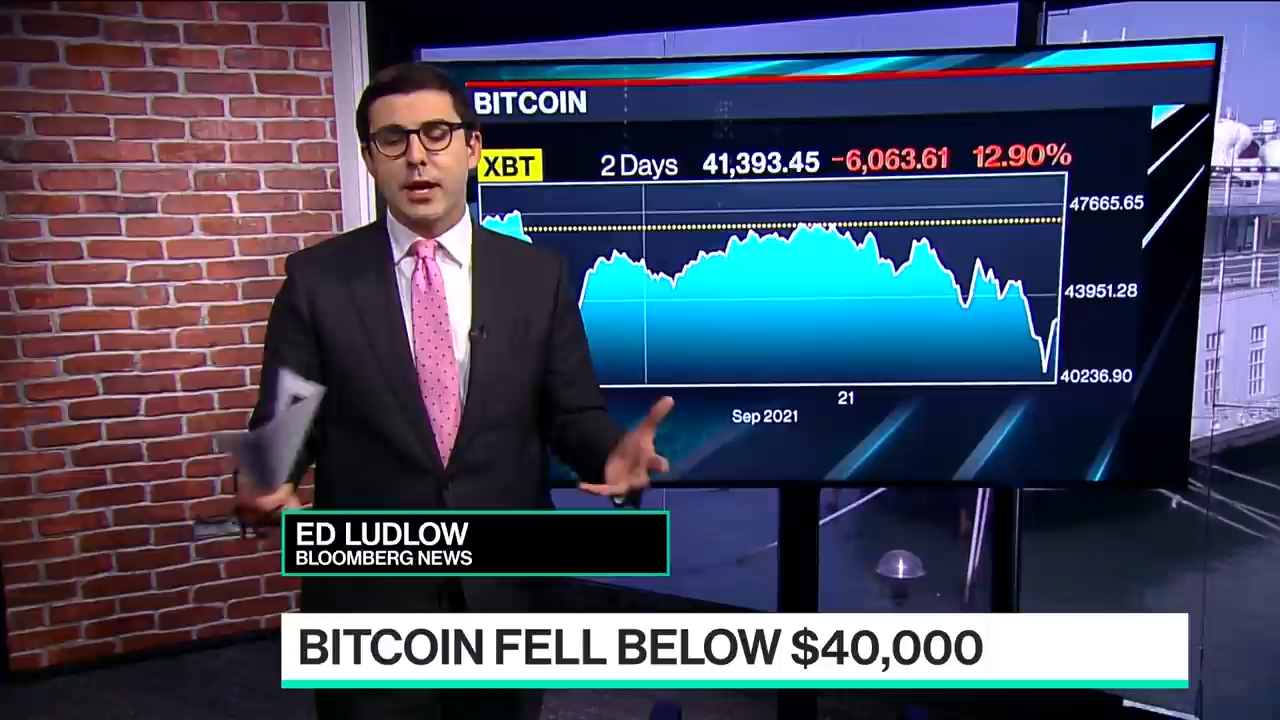 BITCOIN
XBT 2 Days 41,393.45 -6,063.61 12.90%
47665.65
43951.28
40236.90
21
Sep 2021
ED LUDLOW
BLOOMBERG NEWS
BITCOIN FELL BELOW $40,000